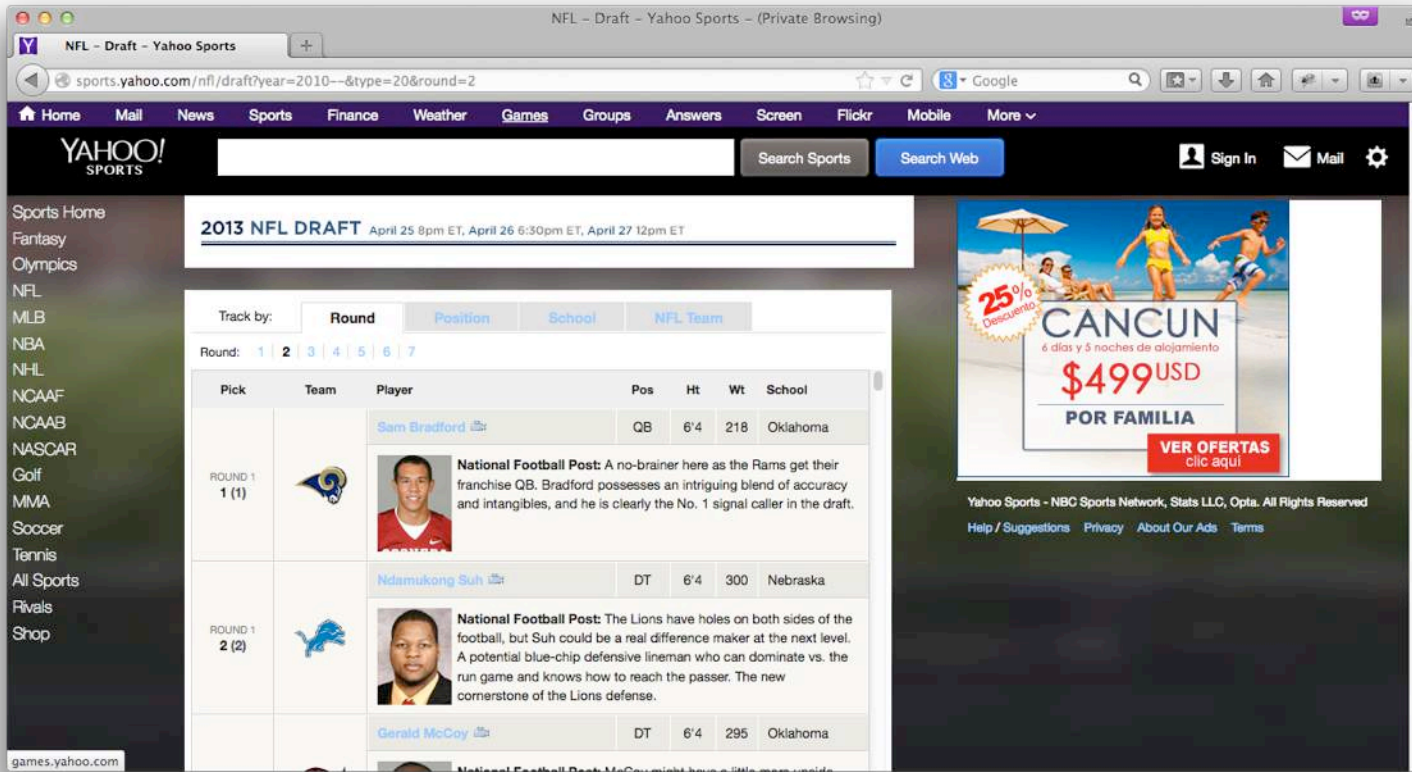 NFL – Draft – Yahoo Sports – (Private Browsing)
NFL – Draft – Yahoo Sports
sports.yahoo.com/nfl/draft?year=2010--&type=20&round=2
Google
Home Mail News Sports Finance Weather Games Groups Answers Screen Flickr Mobile More
YAHOO!
SPORTS
Search Sports Search Web
Sign In Mail
Sports Home
Fantasy
Olympics
NFL
MLB
NBA
NHL
NCAAF
NCAAB
NASCAR
Golf
MMA
Soccer
Tennis
All Sports
Rivals
Shop
2013 NFL DRAFT April 25 8pm ET, April 26 6:30pm ET, April 27 12pm ET
Track by: Round Position School NFL Team
Round: 1 2 3 4 5 6 7
Pick Team Player Pos Ht Wt School
Sam Bradford QB 6'4 218 Oklahoma
ROUND 1
1 (1)
National Football Post: A no-brainer here as the Rams get their
franchise QB. Bradford possesses an intriguing blend of accuracy
and intangibles, and he is clearly the No. 1 signal caller in the draft.
Ndamukong Suh DT 6'4 300 Nebraska
ROUND 1
2 (2)
National Football Post: The Lions have holes on both sides of the
football, but Suh could be a real difference maker at the next level.
A potential blue-chip defensive lineman who can dominate vs. the
run game and knows how to reach the passer. The new
cornerstone of the Lions defense.
Gerald McCoy DT 6'4 295 Oklahoma
National Football Post: McCoy might have a little more upside
25%
Descuento
CANCUN
6 días y 5 noches de alojamiento
$499 USD
POR FAMILIA
VER OFERTAS
clic aquí
Yahoo Sports - NBC Sports Network, Stats LLC, Opta. All Rights Reserved
Help / Suggestions Privacy About Our Ads Terms
games.yahoo.com